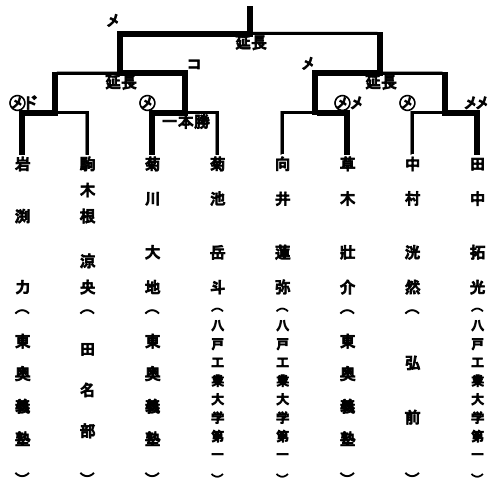 メ
延長
コ
メ
延長
延長
㋱ド
㋱
一本勝
㋱メ
㋱
メメ
岩渕 力（東奥義塾）
駒木根 涼央（田名部）
菊川 大地（東奥義塾）
菊池 岳斗（八戸工業大学第一）
向井 蓮弥（八戸工業大学第一）
草木 壯介（東奥義塾）
中村 洸然（弘前）
田中 拓光（八戸工業大学第一）